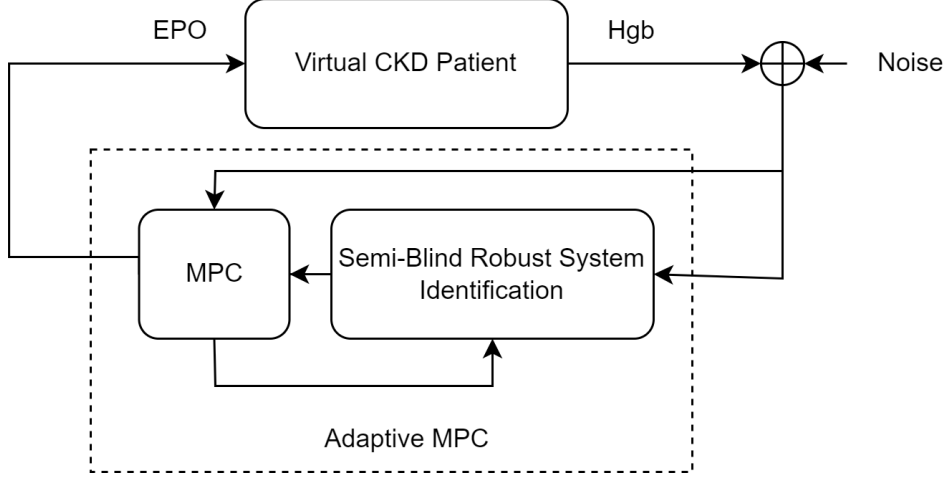 EPO
Virtual CKD Patient
Hgb
Noise
MPC
Semi-Blind Robust System
Identification
Adaptive MPC